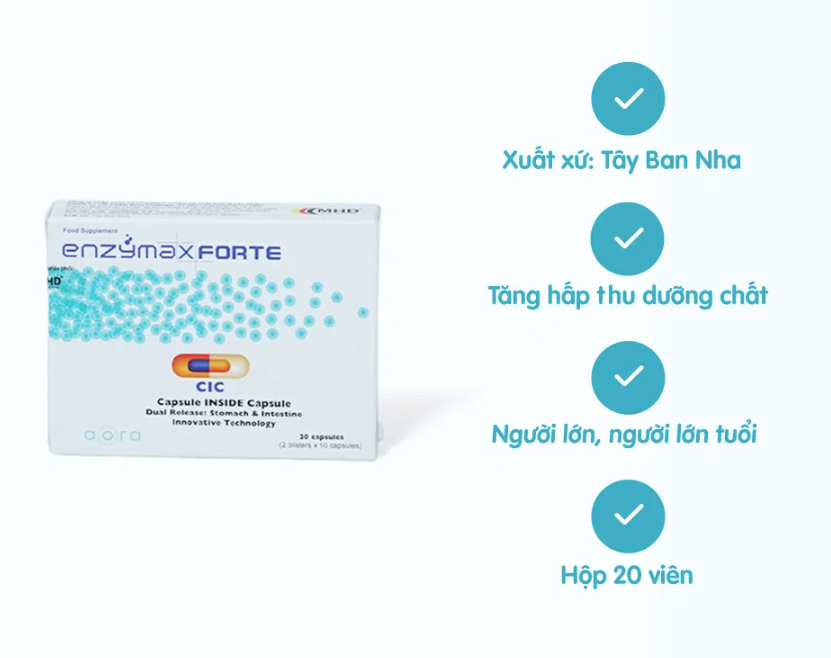 MHD
Food Supplement
enzymax FORTE
HD
CIC
Capsule INSIDE Capsule
Dual Release: Stomach & Intestine
Innovative Technology
aora
20 capsules
(2 blisters x 10 capsules)
Xuất xứ: Tây Ban Nha
Tăng hấp thu dưỡng chất
Người lớn, người lớn tuổi
Hộp 20 viên